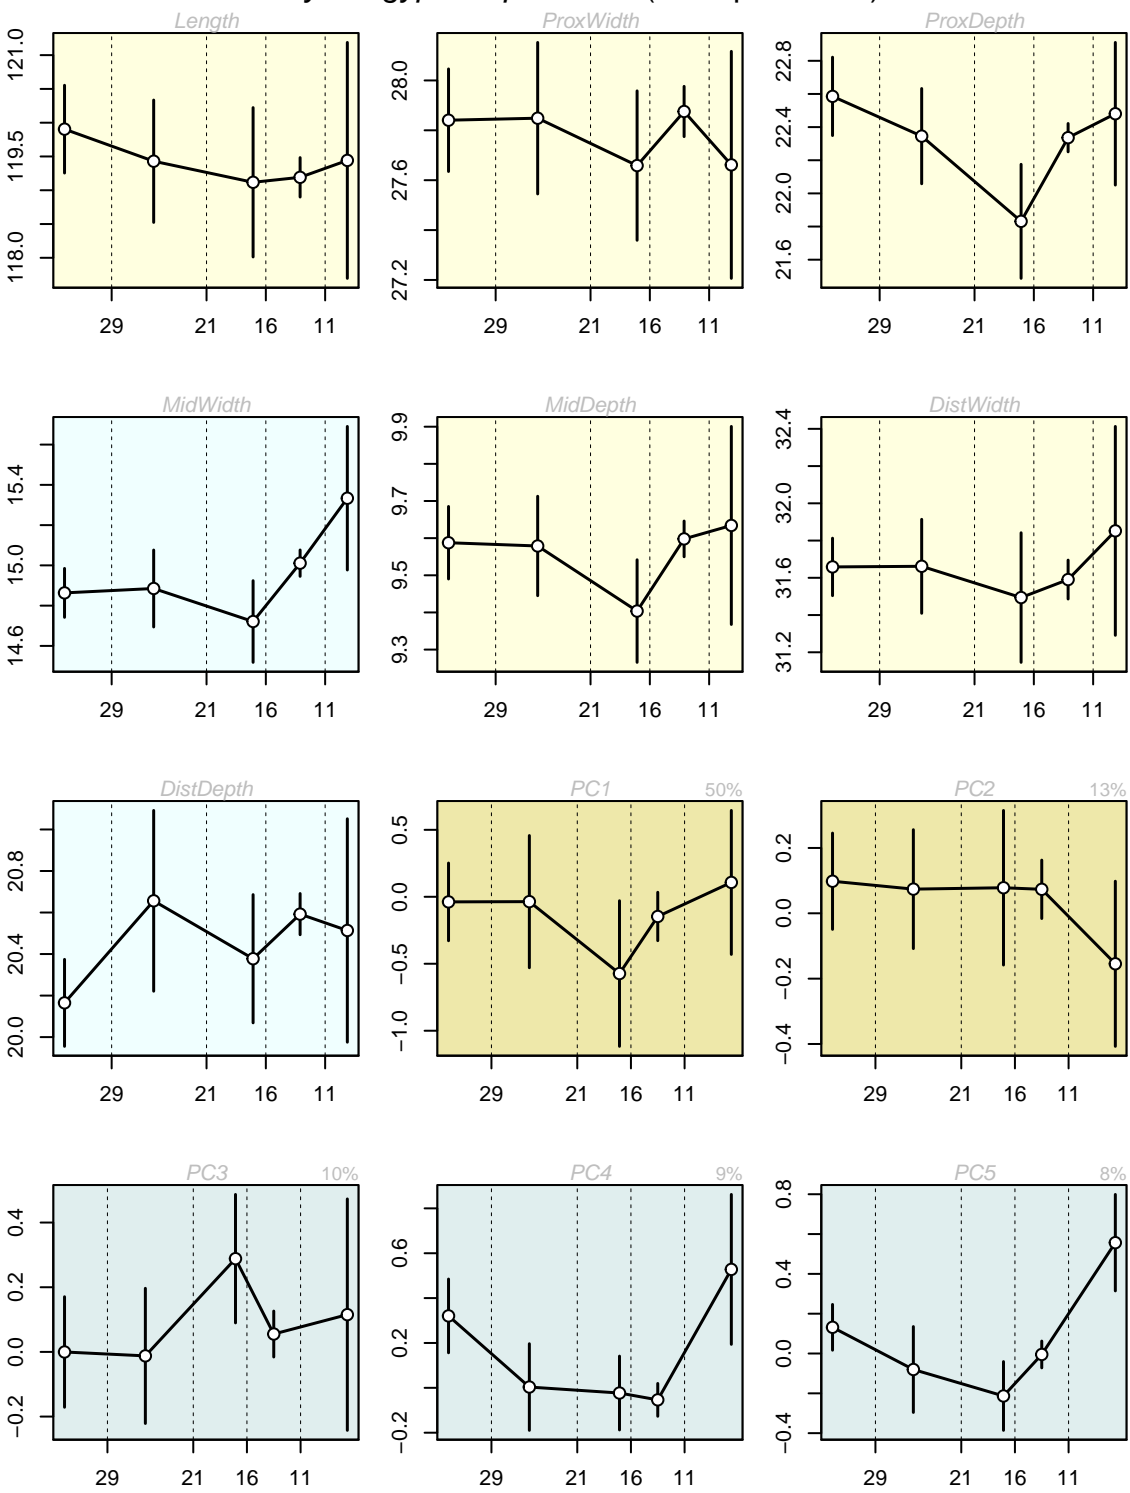 Length ProxWidth ProxDepth
121.0 28.0 22.8
119.5 27.6 22.4
118.0 27.2 22.0
21.6
29 21 16 11 29 21 16 11 29 21 16 11
MidWidth MidDepth DistWidth
15.4 9.9 32.4
15.0 9.7 32.0
14.6 9.5 31.6
9.3 31.2
29 21 16 11 29 21 16 11 29 21 16 11
DistDepth PC1 50% PC2 13%
20.8 0.5 0.2
20.4 0.0 0.0
20.0 −0.5 −0.2
−1.0 −0.4
29 21 16 11 29 21 16 11 29 21 16 11
PC3 10% PC4 9% PC5 8%
0.4 0.6 0.8
0.2 0.2 0.4
0.0 −0.2 0.0
−0.2 −0.4
29 21 16 11 29 21 16 11 29 21 16 11